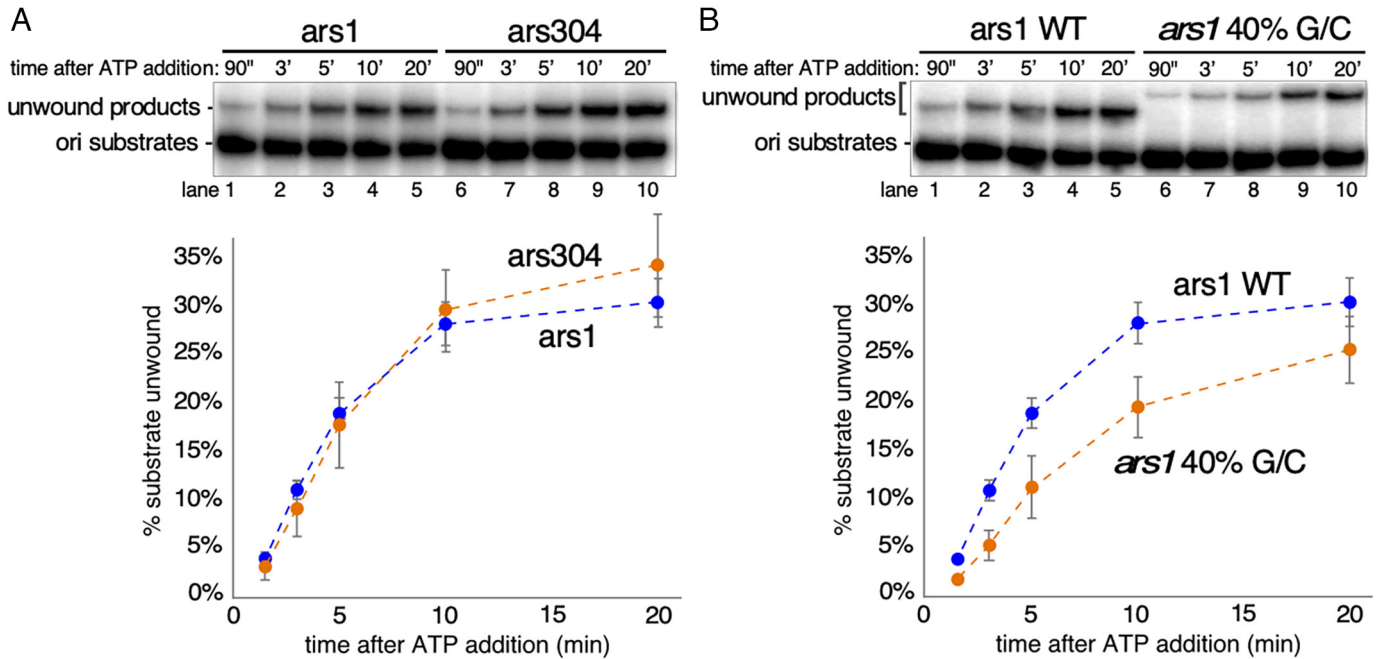 A
ars1 ars304
time after ATP addition: 90" 3' 5' 10' 20' 90" 3' 5' 10' 20'
unwound products -
ori substrates -
lane 1 2 3 4 5 6 7 8 9 10
% substrate unwound
35%
30%
25%
20%
15%
10%
5%
0%
ars304
ars1
0 5 10 15 20
time after ATP addition (min)
B
ars1 WT ars1 40% G/C
time after ATP addition: 90" 3' 5' 10' 20' 90" 3' 5' 10' 20'
unwound products [
ori substrates -
lane 1 2 3 4 5 6 7 8 9 10
% substrate unwound
35%
30%
25%
20%
15%
10%
5%
0%
ars1 WT
ars1 40% G/C
0 5 10 15 20
time after ATP addition (min)